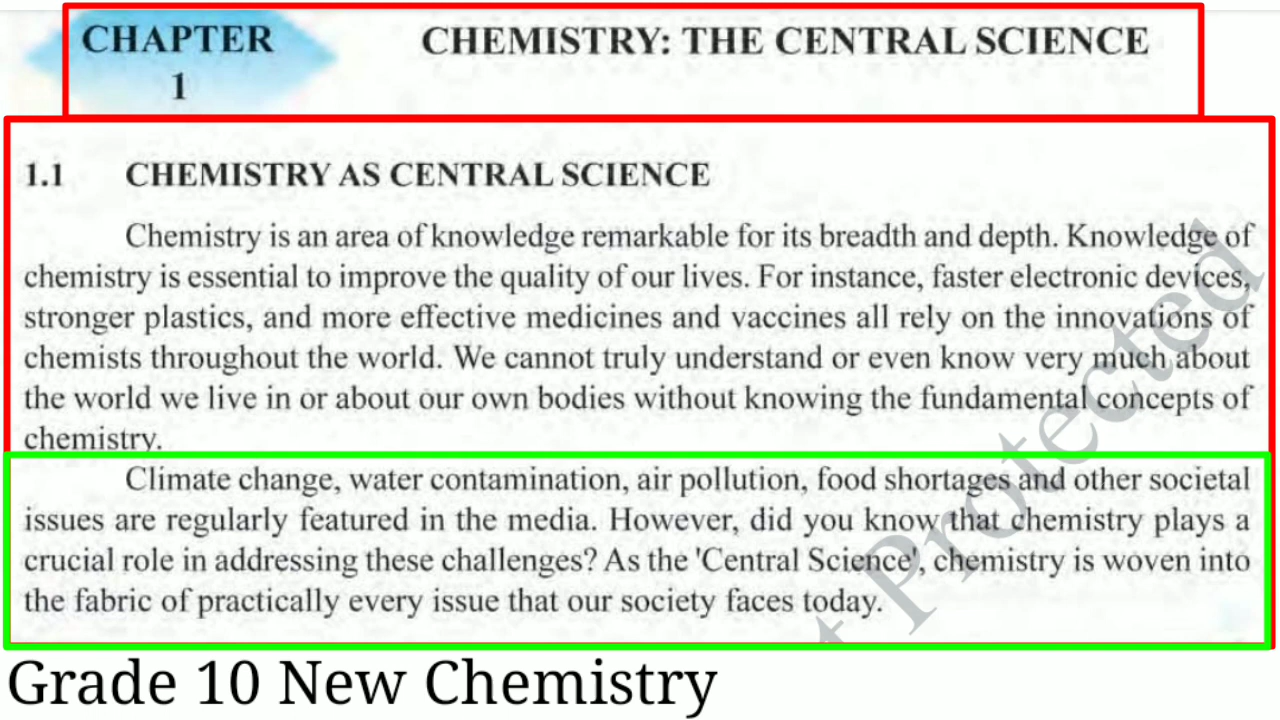 CHAPTER
1
CHEMISTRY: THE CENTRAL SCIENCE
1.1 CHEMISTRY AS CENTRAL SCIENCE
Chemistry is an area of knowledge remarkable for its breadth and depth. Knowledge of
chemistry is essential to improve the quality of our lives. For instance, faster electronic devices,
stronger plastics, and more effective medicines and vaccines all rely on the innovations of
chemists throughout the world. We cannot truly understand or even know very much about
the world we live in or about our own bodies without knowing the fundamental concepts of
chemistry.
Climate change, water contamination, air pollution, food shortages and other societal
issues are regularly featured in the media. However, did you know that chemistry plays a
crucial role in addressing these challenges? As the 'Central Science', chemistry is woven into
the fabric of practically every issue that our society faces today.
Protected
Grade 10 New Chemistry